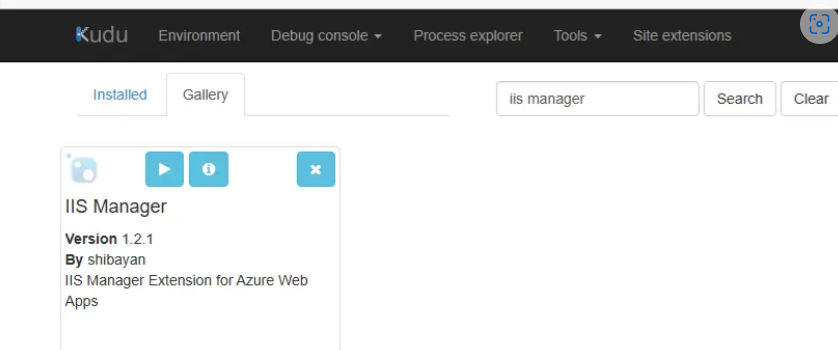 Kudu Environment Debug console Process explorer Tools Site extensions
Installed Gallery iis manager Search Clear
IIS Manager
Version 1.2.1
By shibayan
IIS Manager Extension for Azure Web
Apps